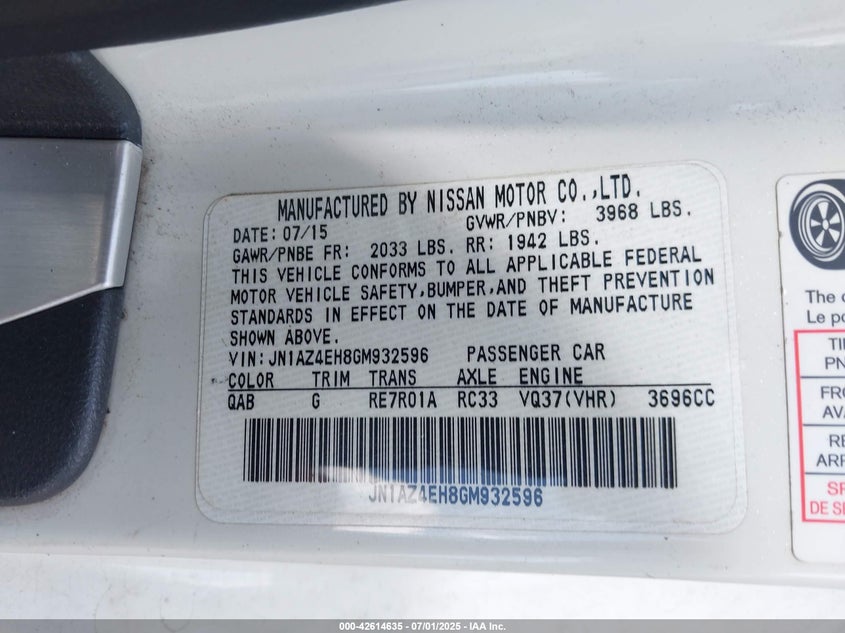 MANUFACTURED BY NISSAN MOTOR CO.,LTD.
DATE: 07/15 GVWR/PNBV: 3968 LBS.
GAWR/PNBE FR: 2033 LBS. RR: 1942 LBS.
THIS VEHICLE CONFORMS TO ALL APPLICABLE FEDERAL
MOTOR VEHICLE SAFETY,BUMPER,AND THEFT PREVENTION
STANDARDS IN EFFECT ON THE DATE OF MANUFACTURE
SHOWN ABOVE.
VIN:JN1AZ4EH8GM932596 PASSENGER CAR
COLOR TRIM TRANS AXLE ENGINE
QAB G RE7R01A RC33 VQ37(VHR) 3696CC
JN1AZ4EH8GM932596
The
Le
DE
000-42614635 - 07/01/2025 - IAA Inc.